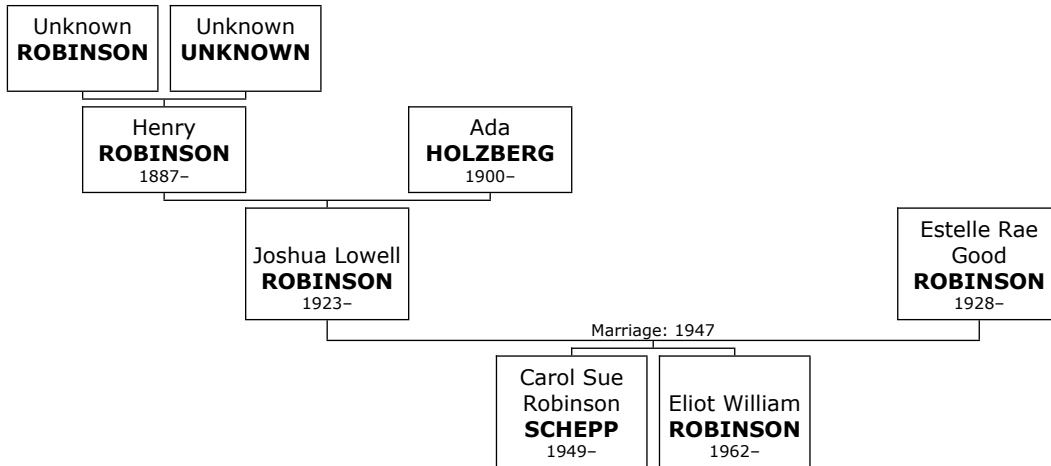 Unknown
ROBINSON
Unknown
UNKNOWN
Henry
ROBINSON
1887–
Ada
HOLZBERG
1900–
Joshua Lowell
ROBINSON
1923–
Estelle Rae
Good
ROBINSON
1928–
Marriage: 1947
Carol Sue
Robinson
SCHEPP
1949–
Eliot William
ROBINSON
1962–